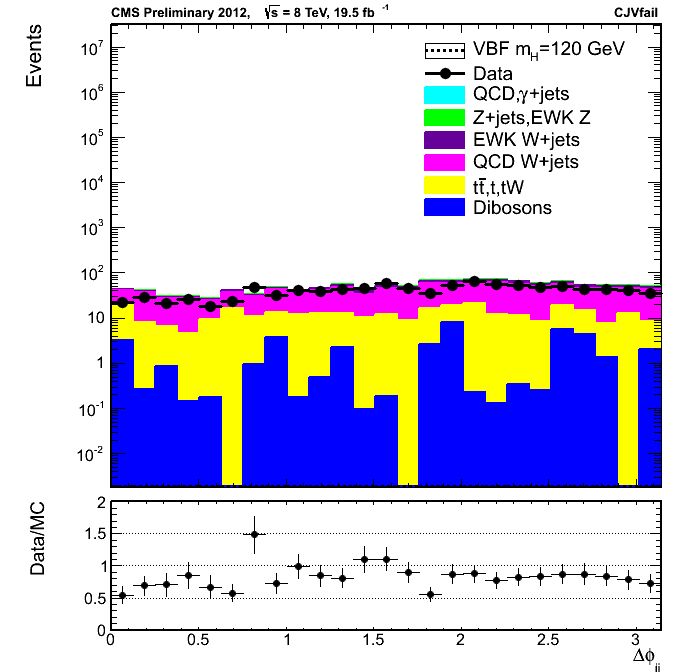 CMS Preliminary 2012, √s = 8 TeV, 19.5 fb⁻¹ CJVfail
Events
10⁷
10⁶
10⁵
10⁴
10³
10²
10
1
10⁻¹
10⁻²
VBF m_H=120 GeV
Data
QCD,γ+jets
Z+jets,EWK Z
EWK W+jets
QCD W+jets
tt̄,t,tW
Dibosons
Data/MC
2
1.5
1
0.5
0
0 0.5 1 1.5 2 2.5 3
Δϕ_jj